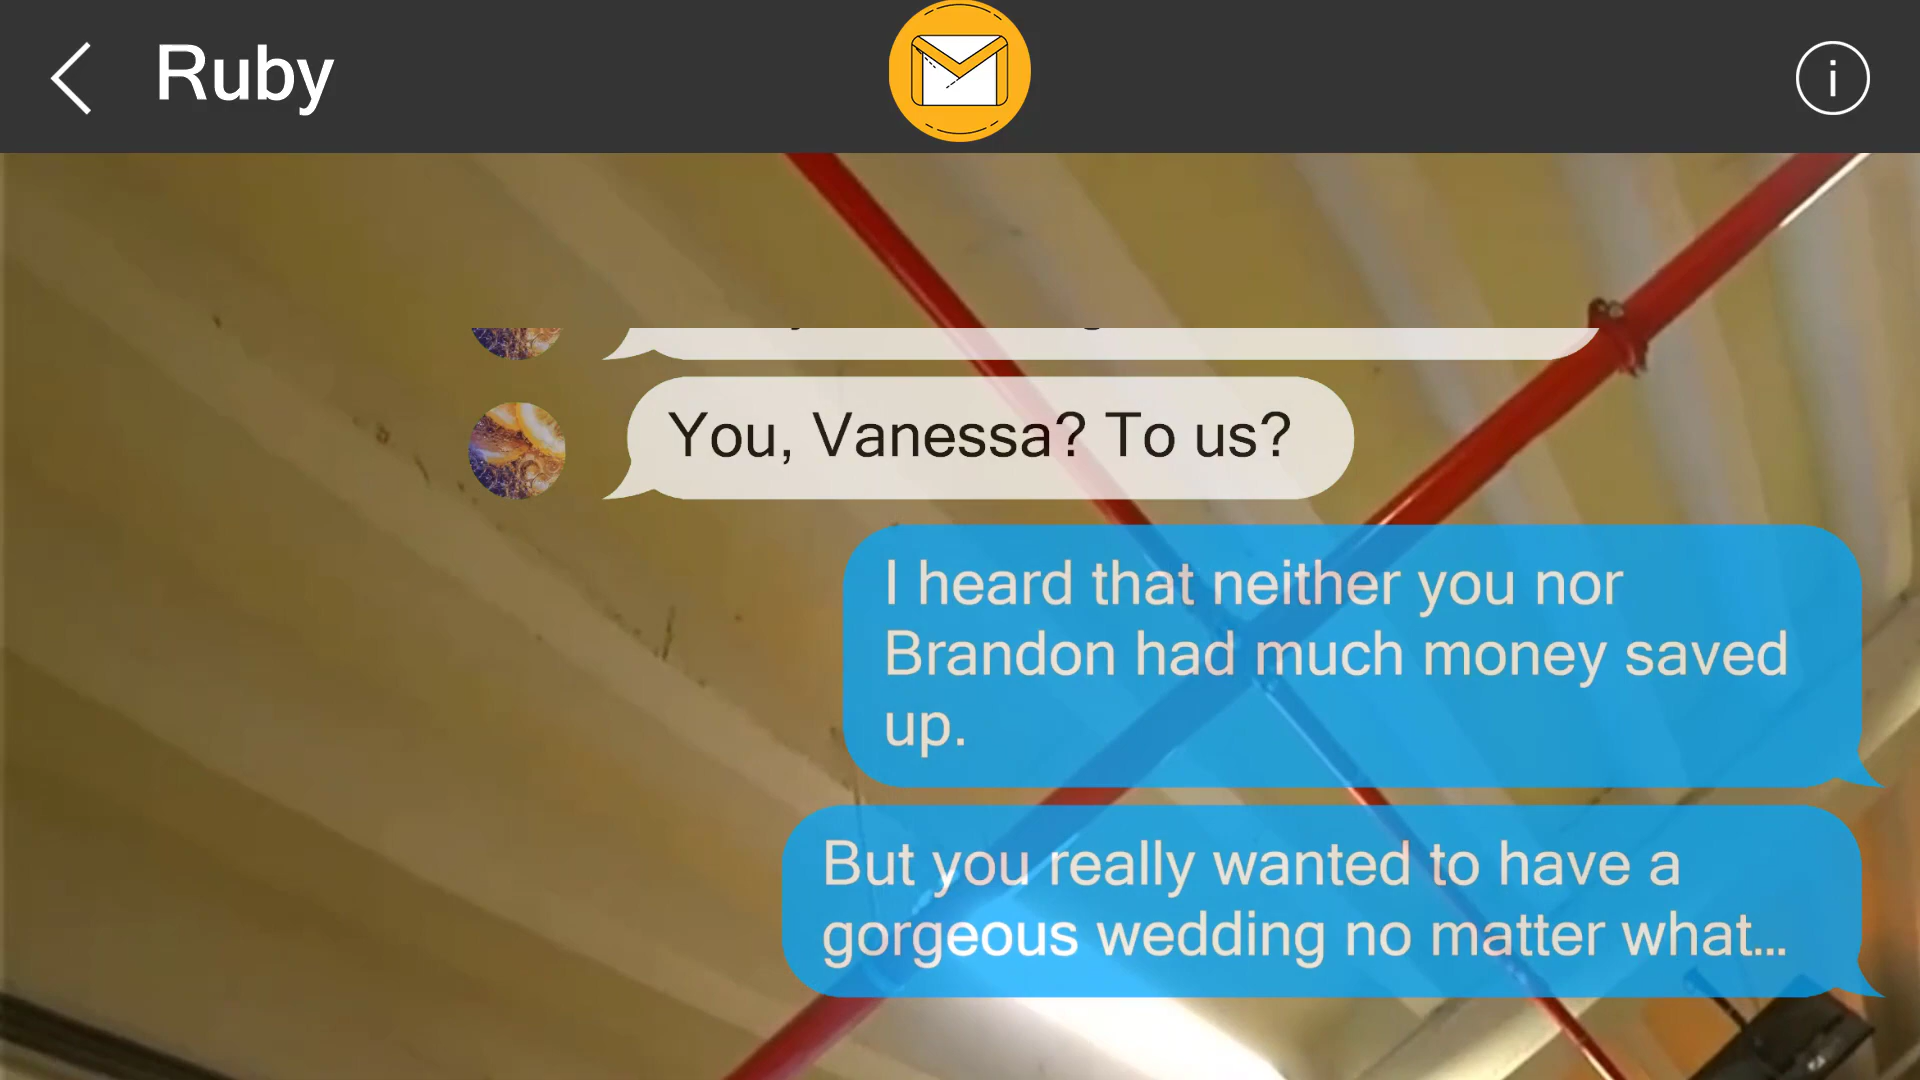 Ruby
i
You, Vanessa? To us?
I heard that neither you nor
Brandon had much money saved
up.
But you really wanted to have a
gorgeous wedding no matter what...